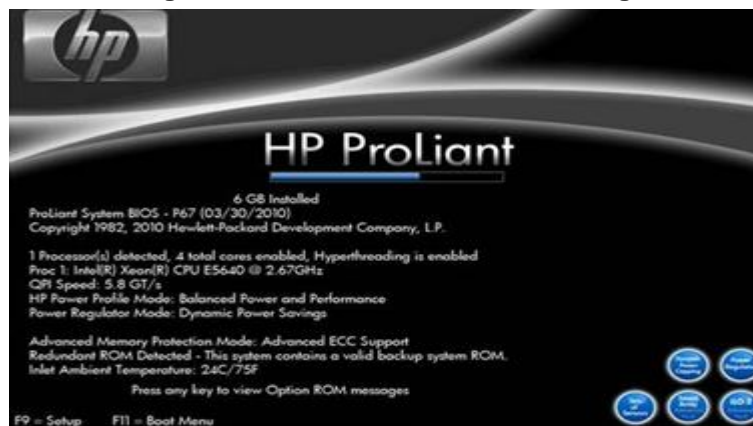 hp
HP ProLiant
6 GB Installed
ProLiant System BIOS - P67 (03/30/2010)
Copyright 1982, 2010 Hewlett-Packard Development Company, L.P.
1 Processor(s) detected, 4 total cores enabled, Hyperthreading is enabled
Proc 1: Intel(R) Xeon(R) CPU E5640 @ 2.67GHz
QPI Speed: 5.8 GT/s
HP Power Profile Mode: Balanced Power and Performance
Power Regulator Mode: Dynamic Power Savings
Advanced Memory Protection Mode: Advanced ECC Support
Redundant ROM Detected - This system contains a valid backup system ROM.
Inlet Ambient Temperature: 24C/75F
Press any key to view Option ROM messages
F9 = Setup F11 = Boot Menu